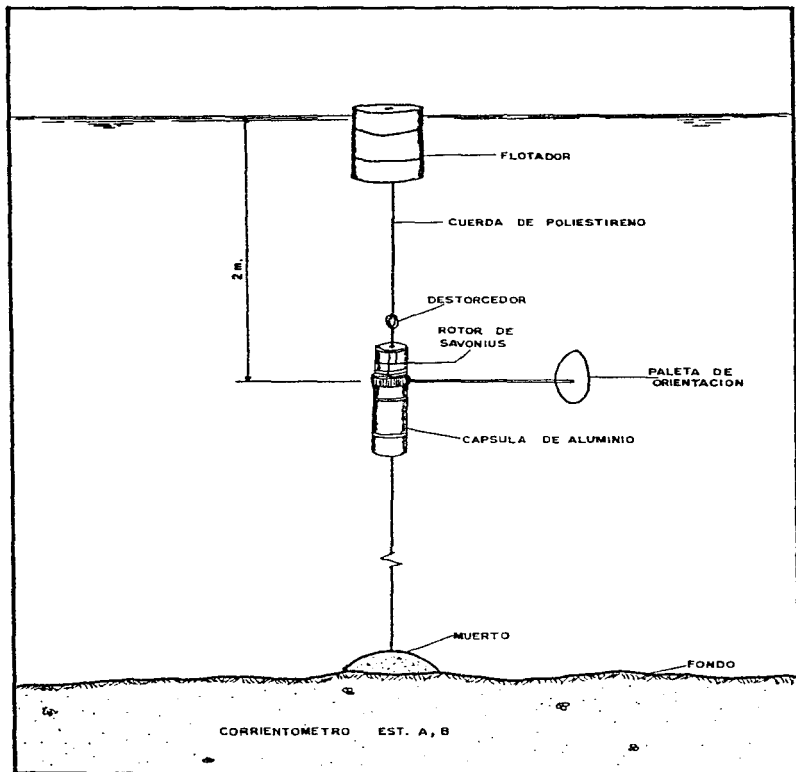 FLOTADOR
CUERDA DE POLIESTIRENO
2 m.
DESTORCEDOR
ROTOR DE
SAVONIUS
PALETA DE
ORIENTACION
CAPSULA DE ALUMINIO
MUERTO
FONDO
CORRIENTOMETRO EST. A, B